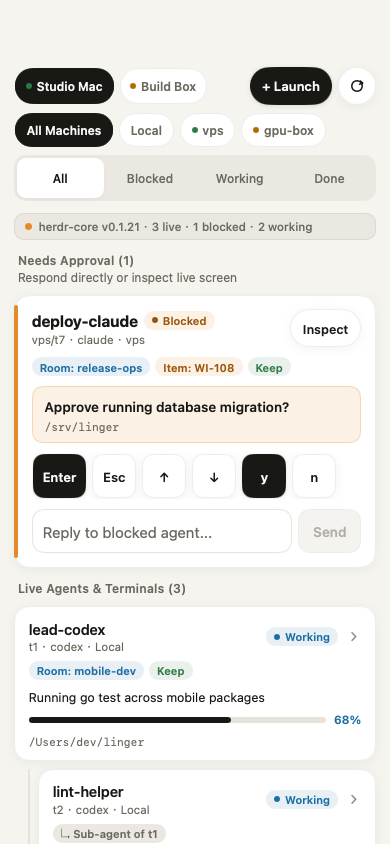 Studio Mac
Build Box
+ Launch
All Machines
Local
vps
gpu-box
All
Blocked
Working
Done
herdr-core v0.1.21 · 3 live · 1 blocked · 2 working
Needs Approval (1)
Respond directly or inspect live screen
deploy-claude
Blocked
Inspect
vps/t7 · claude · vps
Room: release-ops
Item: WI-108
Keep
Approve running database migration?
/srv/linger
Enter
Esc
↑
↓
y
n
Reply to blocked agent...
Send
Live Agents & Terminals (3)
lead-codex
Working
t1 · codex · Local
Room: mobile-dev
Keep
Running go test across mobile packages
68%
/Users/dev/linger
lint-helper
Working
t2 · codex · Local
Sub-agent of t1